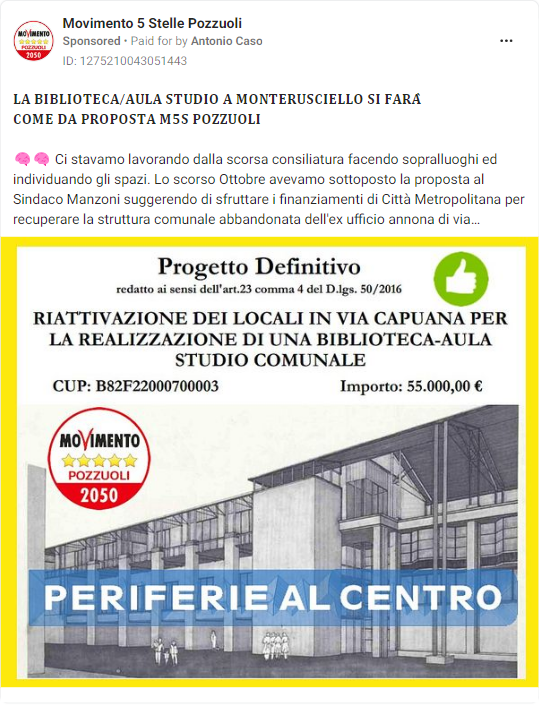 Movimento 5 Stelle Pozzuoli
Sponsored • Paid for by Antonio Caso
ID: 1275210043051443
LA BIBLIOTECA/AULA STUDIO A MONTERUSCIELLO SI FARÀ
COME DA PROPOSTA M5S POZZUOLI
🧠🧠 Ci stavamo lavorando dalla scorsa consiliatura facendo sopralluoghi ed
individuando gli spazi. Lo scorso Ottobre avevamo sottoposto la proposta al
Sindaco Manzoni suggerendo di sfruttare i finanziamenti di Città Metropolitana per
recuperare la struttura comunale abbandonata dell'ex ufficio annona di via...
Progetto Definitivo
redatto ai sensi dell'art.23 comma 4 del D.lgs. 50/2016
RIATTIVAZIONE DEI LOCALI IN VIA CAPUANA PER
LA REALIZZAZIONE DI UNA BIBLIOTECA-AULA
STUDIO COMUNALE
CUP: B82F22000700003 Importo: 55.000,00 €
MOVIMENTO
POZZUOLI
2050
PERIFERIE AL CENTRO
MOVIMENTO
POZZUOLI
2050